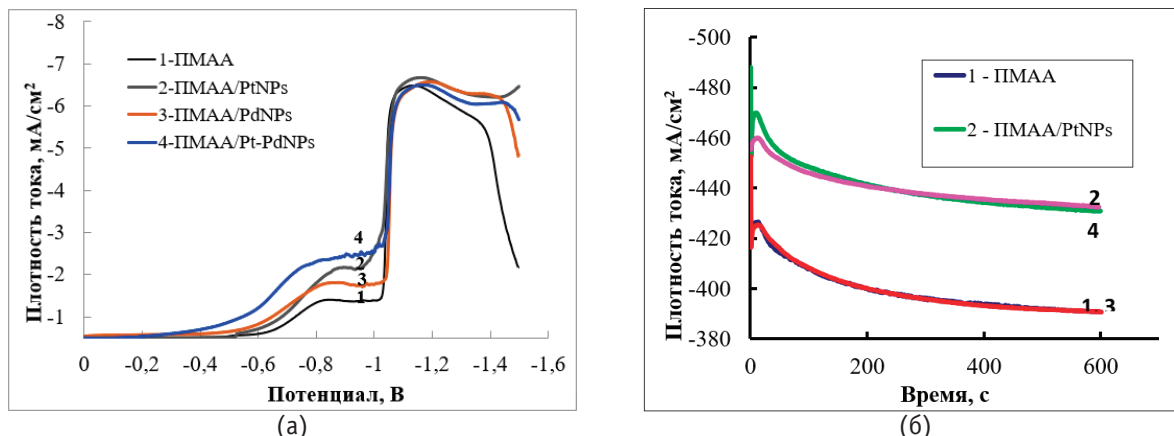 -8
-7
-6
-5
-4
-3
-2
-1
Плотность тока, мА/см²
1-ПМАА
2-ПМАА/PtNPs
3-ПМАА/PdNPs
4-ПМАА/Pt-PdNPs
4
2
3
1
0 -0,2 -0,4 -0,6 -0,8 -1 -1,2 -1,4 -1,6
Потенциал, В
(а)
-500
-480
-460
-440
-420
-400
-380
Плотность тока, мА/см²
1 - ПМАА
2 - ПМАА/PtNPs
2
4
1- 3
0 200 400 600
Время, с
(б)